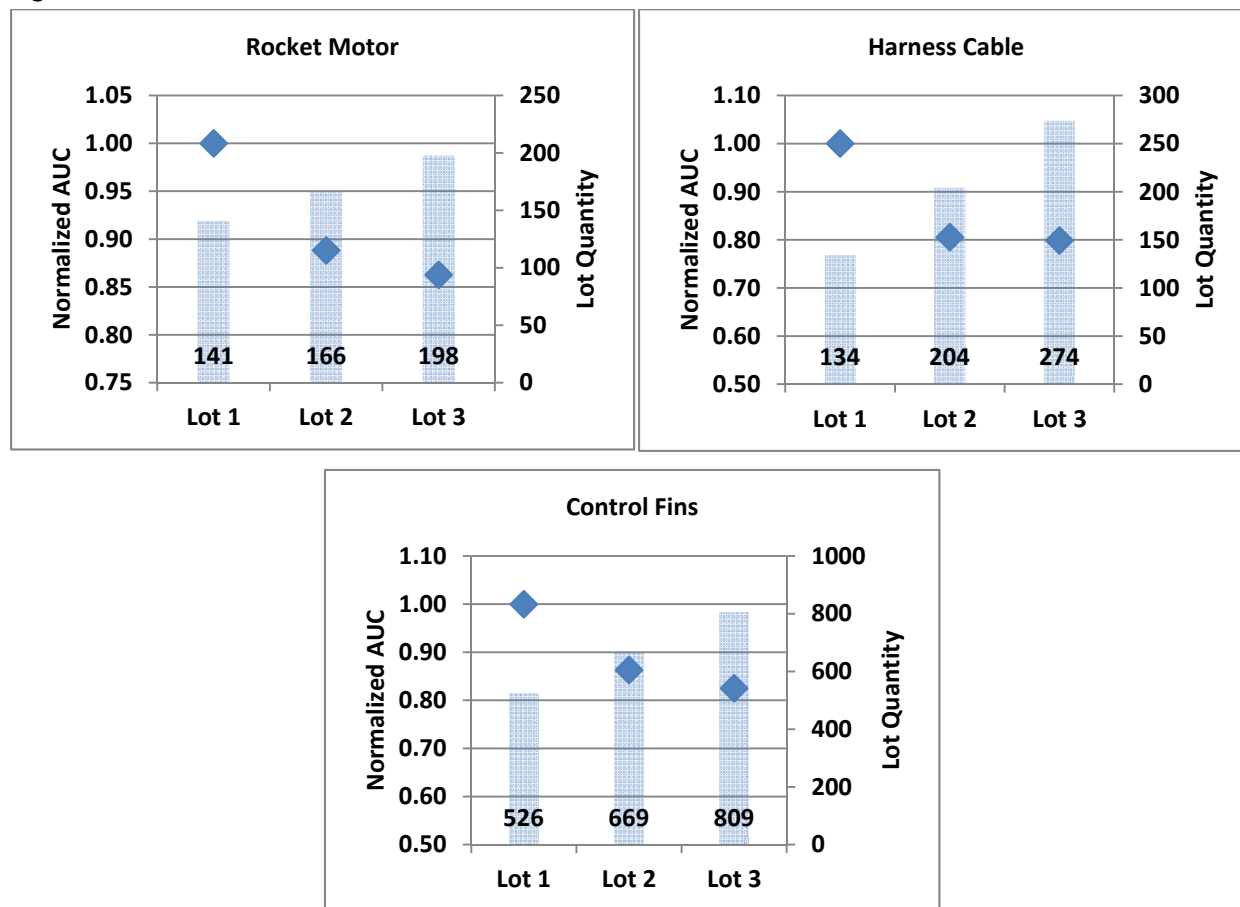 Rocket Motor
Normalized AUC
1.05
1.00
0.95
0.90
0.85
0.80
0.75
250
200
150
100
50
0
Lot Quantity
141 166 198
Lot 1 Lot 2 Lot 3
Harness Cable
Normalized AUC
1.10
1.00
0.90
0.80
0.70
0.60
0.50
300
250
200
150
100
50
0
Lot Quantity
134 204 274
Lot 1 Lot 2 Lot 3
Control Fins
Normalized AUC
1.10
1.00
0.90
0.80
0.70
0.60
0.50
1000
800
600
400
200
0
Lot Quantity
526 669 809
Lot 1 Lot 2 Lot 3